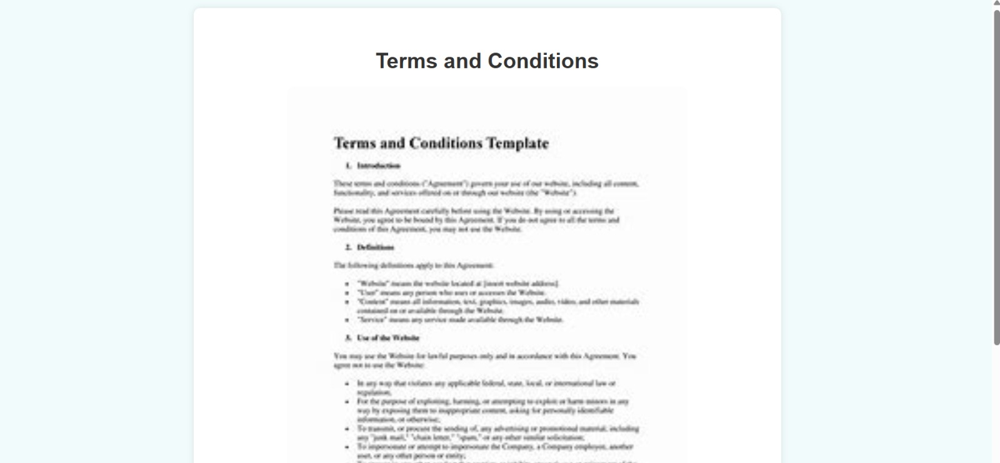 Terms and Conditions
Terms and Conditions Template
1. Introduction
These terms and conditions ("Agreement") govern your use of our website, including all content,
functionality, and services offered on or through our website (the "Website").
Please read this Agreement carefully before using the Website. By using or accessing the
Website, you agree to be bound by this Agreement. If you do not agree to all the terms and
conditions of this Agreement, you may not use the Website.
2. Definitions
The following definitions apply to this Agreement:
• "Website" means the website located at [insert website address].
• "User" means any person who uses or accesses the Website.
• "Content" means all information, text, graphics, images, audio, video, and other materials
contained on or available through the Website.
• "Service" means any service made available through the Website.
3. Use of the Website
You may use the Website for lawful purposes only and in accordance with this Agreement. You
agree not to use the Website:
• In any way that violates any applicable federal, state, local, or international law or
regulation;
• For the purpose of exploiting, harming, or attempting to exploit or harm minors in any
way by exposing them to inappropriate content, asking for personally identifiable
information, or otherwise;
• To transmit, or procure the sending of, any advertising or promotional material, including
any "junk mail," "chain letter," "spam," or any other similar solicitation;
• To impersonate or attempt to impersonate the Company, a Company employee, another
user, or any other person or entity;